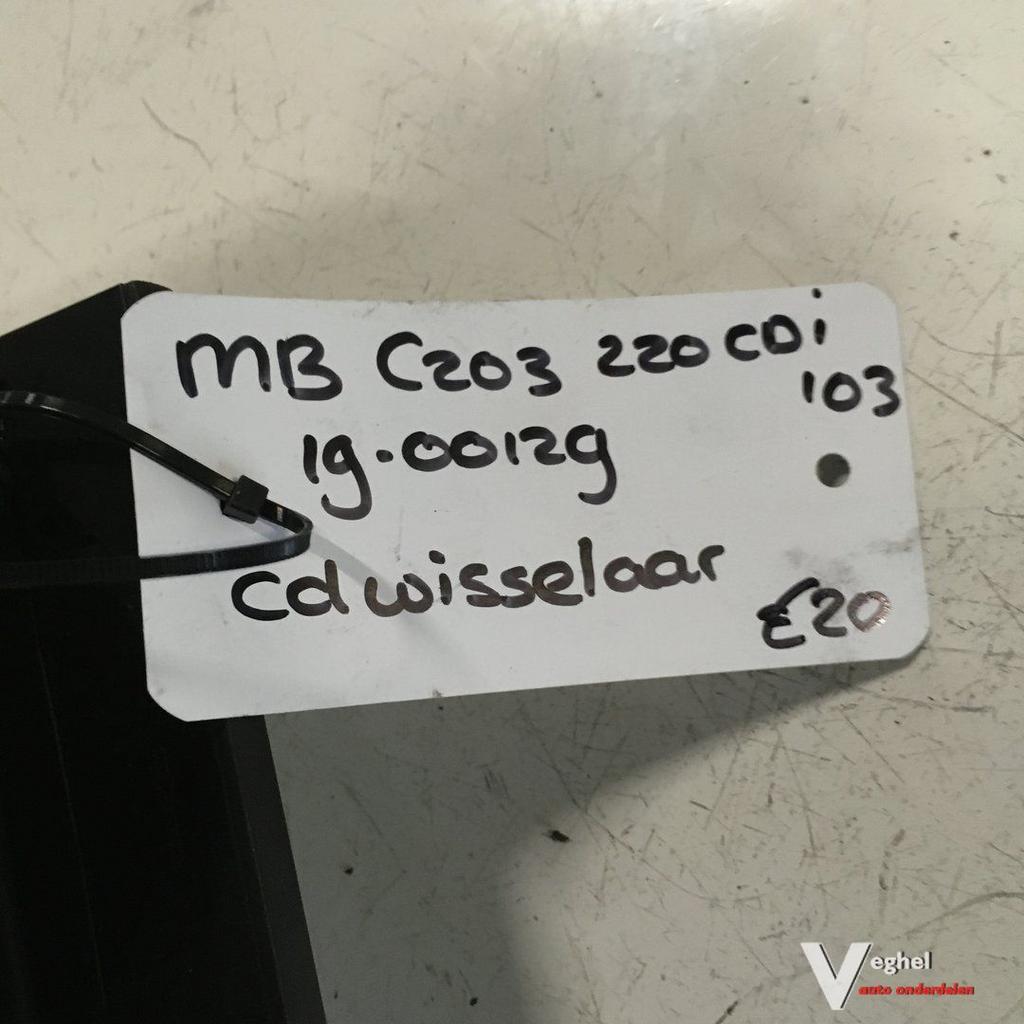 MB C203 220 CDi
103
19-00129
Cd wisselaar
€20
Veghel
auto onderdelen